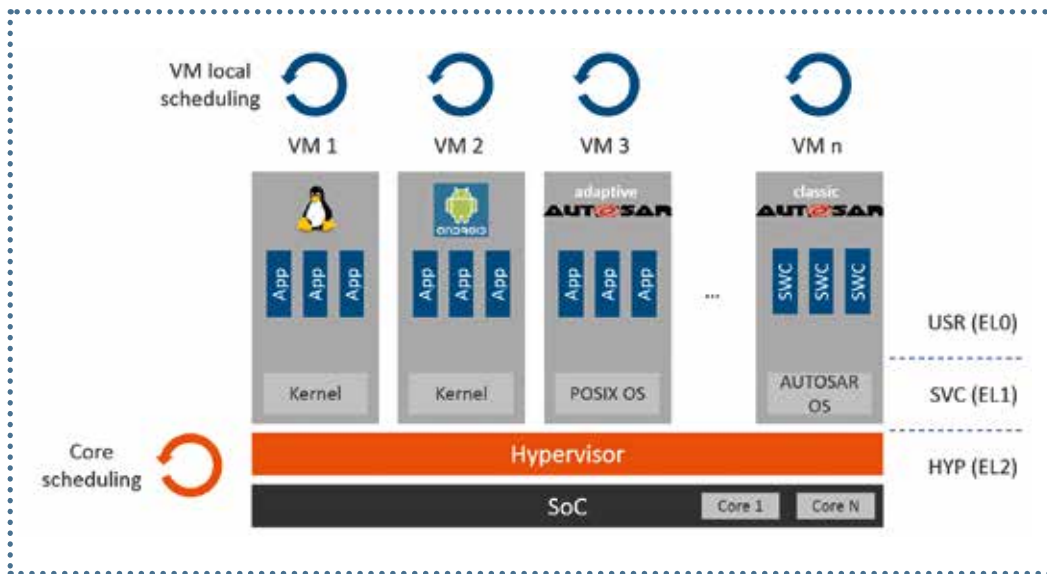 VM local
scheduling
VM 1
VM 2
VM 3
VM n
ANDROID
adaptive
AUTOSAR
classic
AUTOSAR
App
App
App
App
App
App
App
App
App
...
SWC
SWC
SWC
USR (EL0)
Kernel
Kernel
POSIX OS
AUTOSAR
OS
SVC (EL1)
Core
scheduling
Hypervisor
HYP (EL2)
SoC
Core 1
Core N